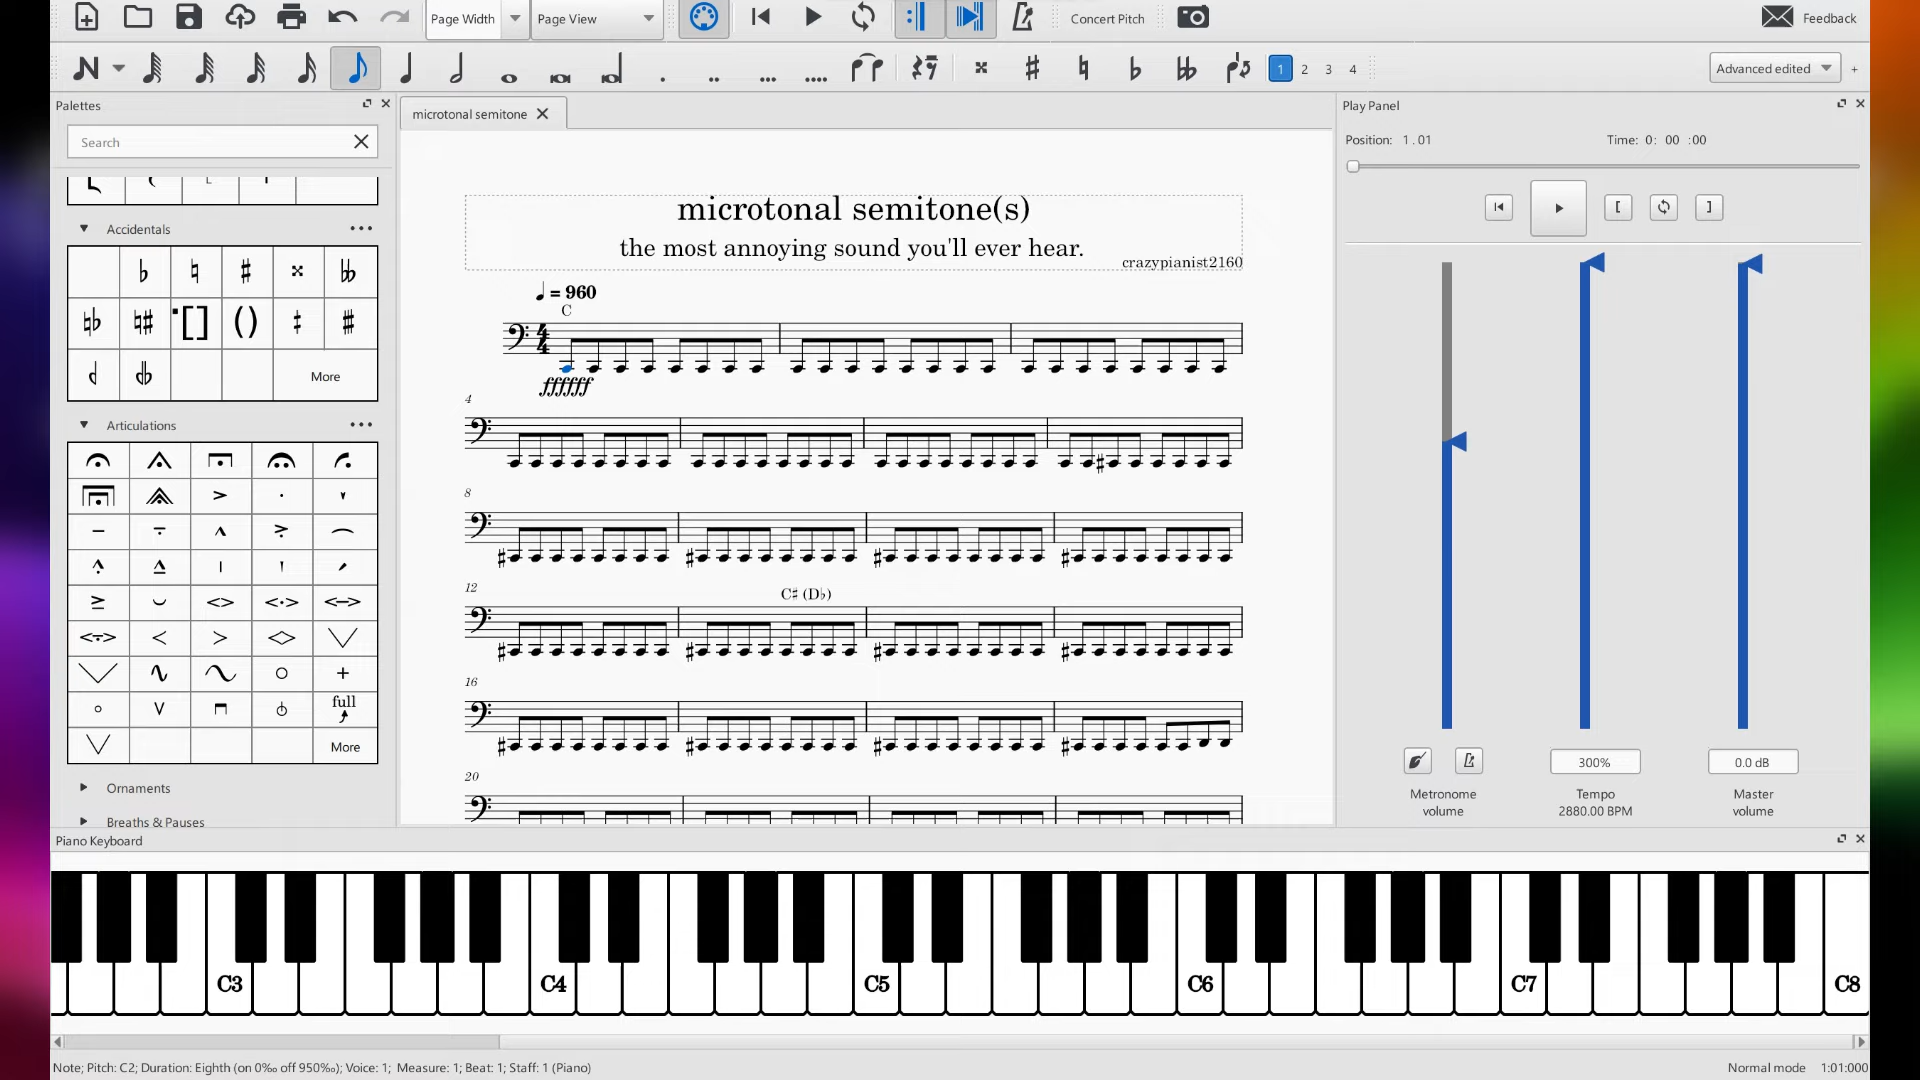 Page Width
Page View
Concert Pitch
Feedback
1 2 3 4
Advanced edited
+
Palettes
Search
microtonal semitone
Accidentals
More
Articulations
full
More
Ornaments
Breaths & Pauses
microtonal semitone(s)
the most annoying sound you'll ever hear.
crazypianist2160
♩ = 960
C
4
4
ffffff
4
8
12
C♯ (D♭)
16
20
Play Panel
Position: 1 . 01
Time: 0: 00 :00
300%
0.0 dB
Metronome volume
Tempo
2880.00 BPM
Master volume
Piano Keyboard
C3 C4 C5 C6 C7 C8
Note; Pitch: C2; Duration: Eighth (on 0‰ off 950‰); Voice: 1; Measure: 1; Beat: 1; Staff: 1 (Piano)
Normal mode
1:01:000